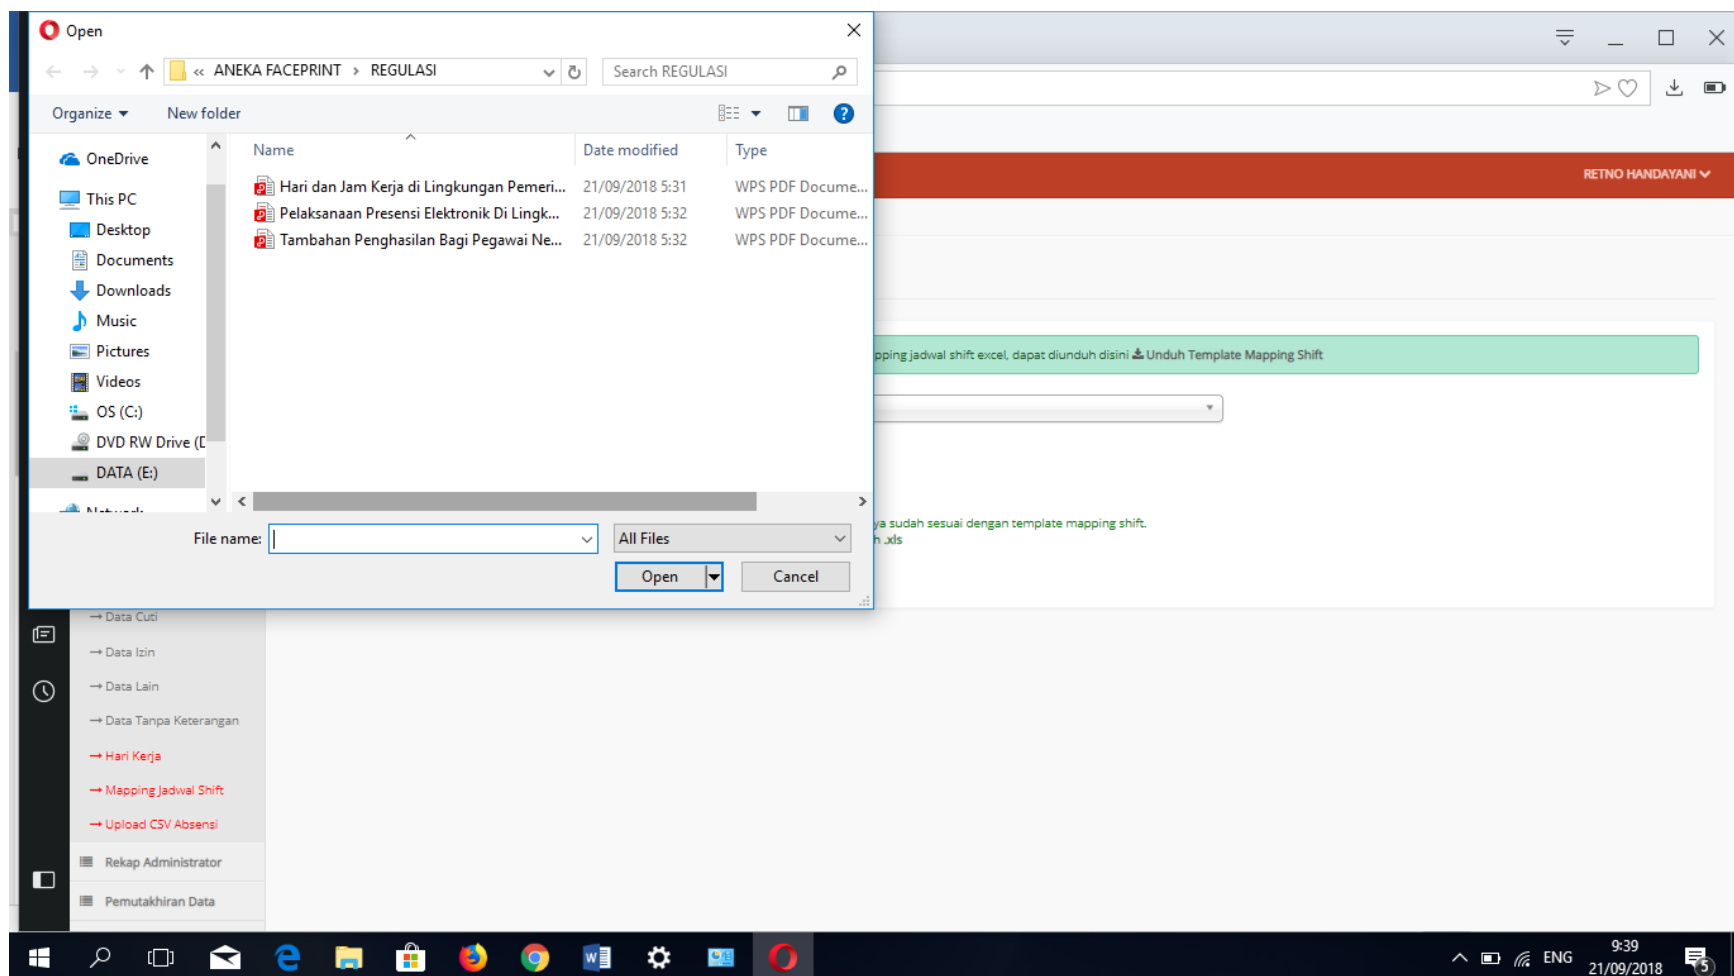 Open
« ANEKA FACEPRINT › REGULASI
Search REGULASI
Organize
New folder
Name
Date modified
Type
Hari dan Jam Kerja di Lingkungan Pemeri... 21/09/2018 5:31 WPS PDF Docume...
Pelaksanaan Presensi Elektronik Di Lingk... 21/09/2018 5:32 WPS PDF Docume...
Tambahan Penghasilan Bagi Pegawai Ne... 21/09/2018 5:32 WPS PDF Docume...
OneDrive
This PC
Desktop
Documents
Downloads
Music
Pictures
Videos
OS (C:)
DVD RW Drive (D
DATA (E:)
Network
File name:
All Files
Open
Cancel
RETNO HANDAYANI
pping jadwal shift excel, dapat diunduh disini Unduh Template Mapping Shift
ya sudah sesuai dengan template mapping shift.
h .xls
→ Data Cuti
→ Data Izin
→ Data Lain
→ Data Tanpa Keterangan
→ Hari Kerja
→ Mapping Jadwal Shift
→ Upload CSV Absensi
Rekap Administrator
Pemutakhiran Data
ENG
9:39
21/09/2018
5